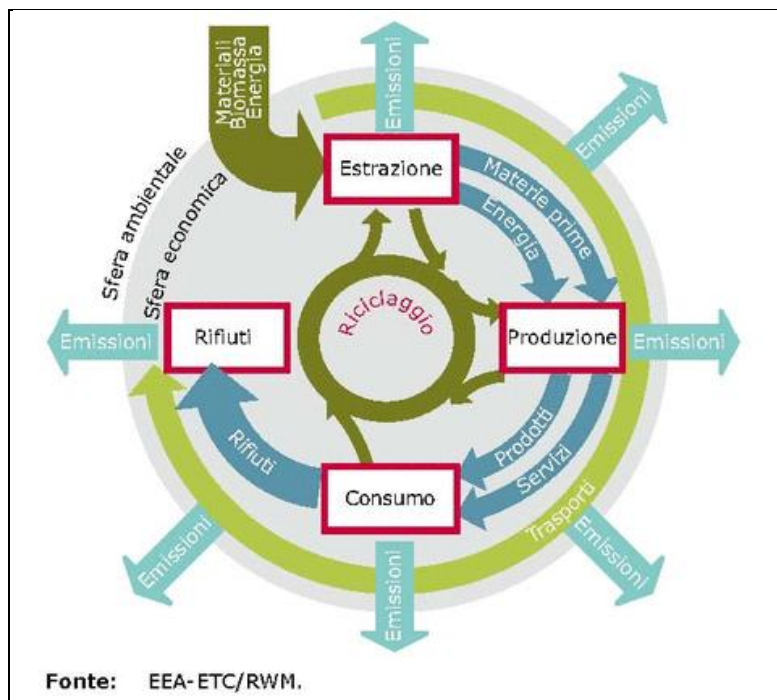 Materiali
Biomassa
Energia
Emissioni
Emissioni
Estrazione
Materie prime
Energia
Sfera ambientale
Sfera economica
Riciclaggio
Emissioni
Rifiuti
Produzione
Emissioni
Rifiuti
Prodotti
Servizi
Consumo
Trasporti
Emissioni
Emissioni
Emissioni
Fonte: EEA-ETC/RWM.